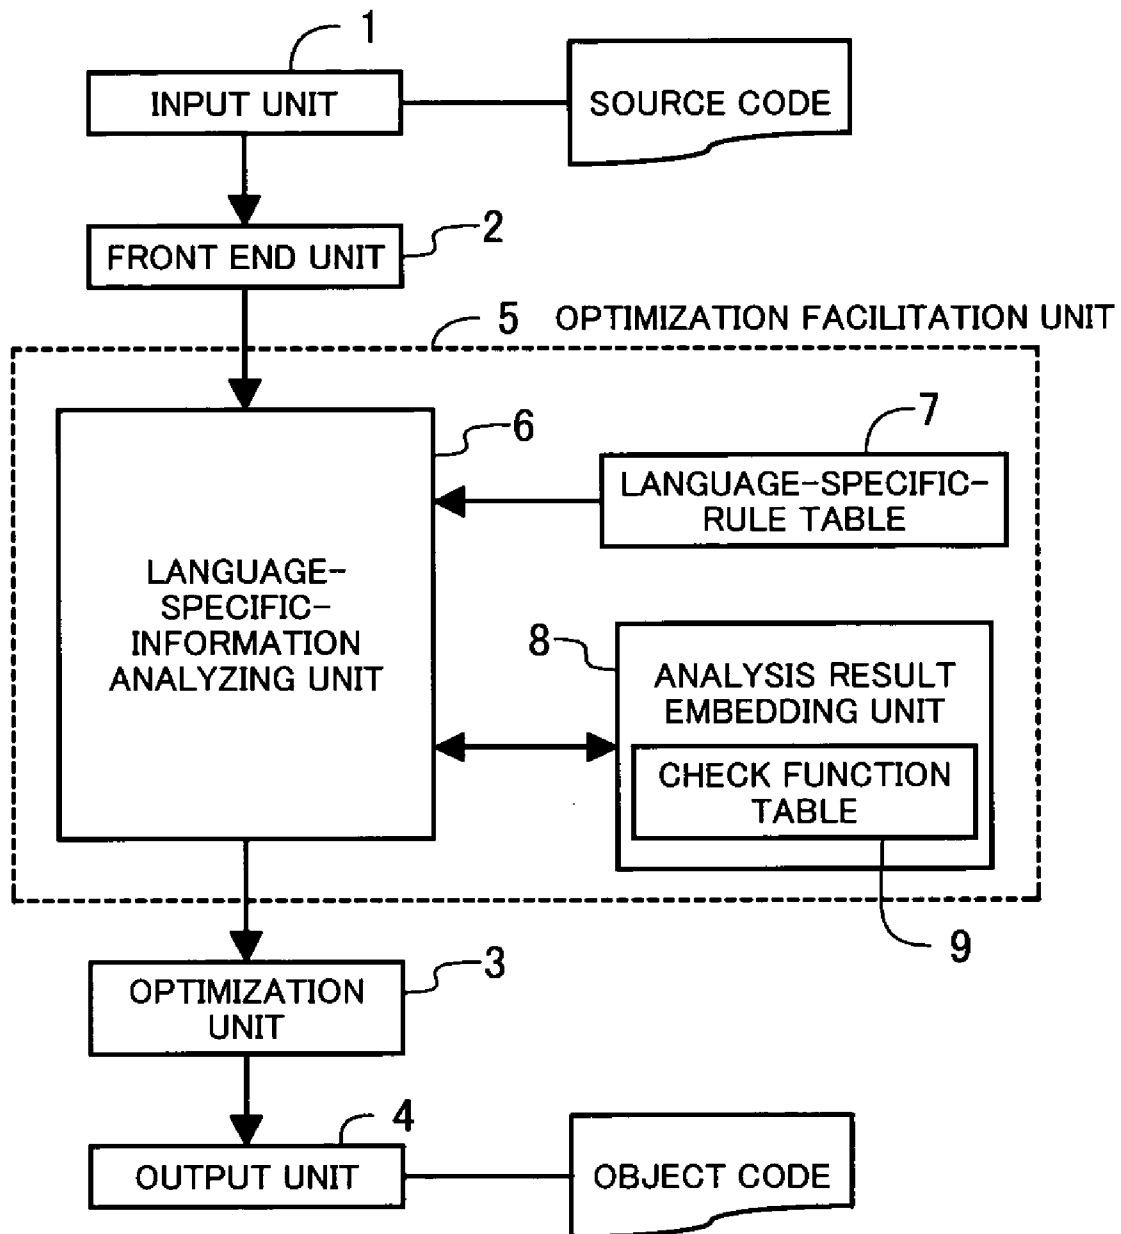 1
INPUT UNIT
SOURCE CODE
2
FRONT END UNIT
5
OPTIMIZATION FACILITATION UNIT
6
7
LANGUAGE-SPECIFIC-
RULE TABLE
LANGUAGE-
SPECIFIC-
INFORMATION
ANALYZING UNIT
8
ANALYSIS RESULT
EMBEDDING UNIT
CHECK FUNCTION
TABLE
9
3
OPTIMIZATION
UNIT
4
OUTPUT UNIT
OBJECT CODE